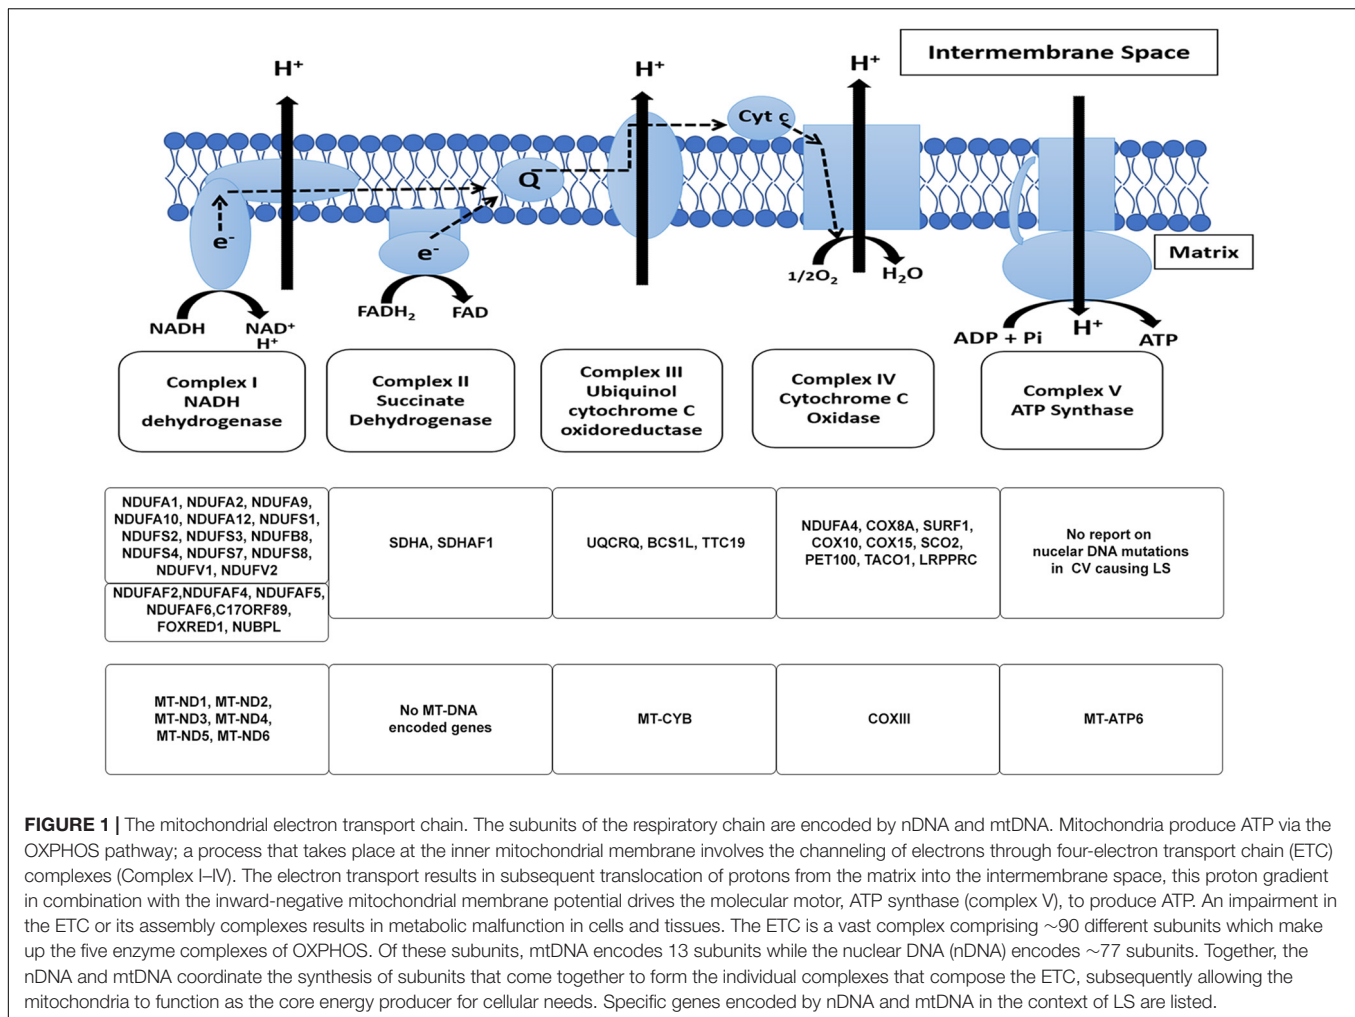 H+
H+
H+
Intermembrane Space
Cyt c
Q
e-
e-
Matrix
1/2O2
H2O
NADH
NAD+
H+
FADH2
FAD
ADP + Pi
H+
ATP
Complex I
NADH
dehydrogenase
Complex II
Succinate
Dehydrogenase
Complex III
Ubiquinol
cytochrome C
oxidoreductase
Complex IV
Cytochrome C
Oxidase
Complex V
ATP Synthase
NDUFA1, NDUFA2, NDUFA9,
NDUFA10, NDUFA12, NDUFS1,
NDUFS2, NDUFS3, NDUFB8,
NDUFS4, NDUFS7, NDUFS8,
NDUFV1, NDUFV2
NDUFAF2,NDUFAF4, NDUFAF5,
NDUFAF6,C17ORF89,
FOXRED1, NUBPL
SDHA, SDHAF1
UQCRQ, BCS1L, TTC19
NDUFA4, COX8A, SURF1,
COX10, COX15, SCO2,
PET100, TACO1, LRPPRC
No report on
nucelar DNA mutations
in CV causing LS
MT-ND1, MT-ND2,
MT-ND3, MT-ND4,
MT-ND5, MT-ND6
No MT-DNA
encoded genes
MT-CYB
COXIII
MT-ATP6
FIGURE 1 | The mitochondrial electron transport chain. The subunits of the respiratory chain are encoded by nDNA and mtDNA. Mitochondria produce ATP via the
OXPHOS pathway; a process that takes place at the inner mitochondrial membrane involves the channeling of electrons through four-electron transport chain (ETC)
complexes (Complex I–IV). The electron transport results in subsequent translocation of protons from the matrix into the intermembrane space, this proton gradient
in combination with the inward-negative mitochondrial membrane potential drives the molecular motor, ATP synthase (complex V), to produce ATP. An impairment in
the ETC or its assembly complexes results in metabolic malfunction in cells and tissues. The ETC is a vast complex comprising ~90 different subunits which make
up the five enzyme complexes of OXPHOS. Of these subunits, mtDNA encodes 13 subunits while the nuclear DNA (nDNA) encodes ~77 subunits. Together, the
nDNA and mtDNA coordinate the synthesis of subunits that come together to form the individual complexes that compose the ETC, subsequently allowing the
mitochondria to function as the core energy producer for cellular needs. Specific genes encoded by nDNA and mtDNA in the context of LS are listed.